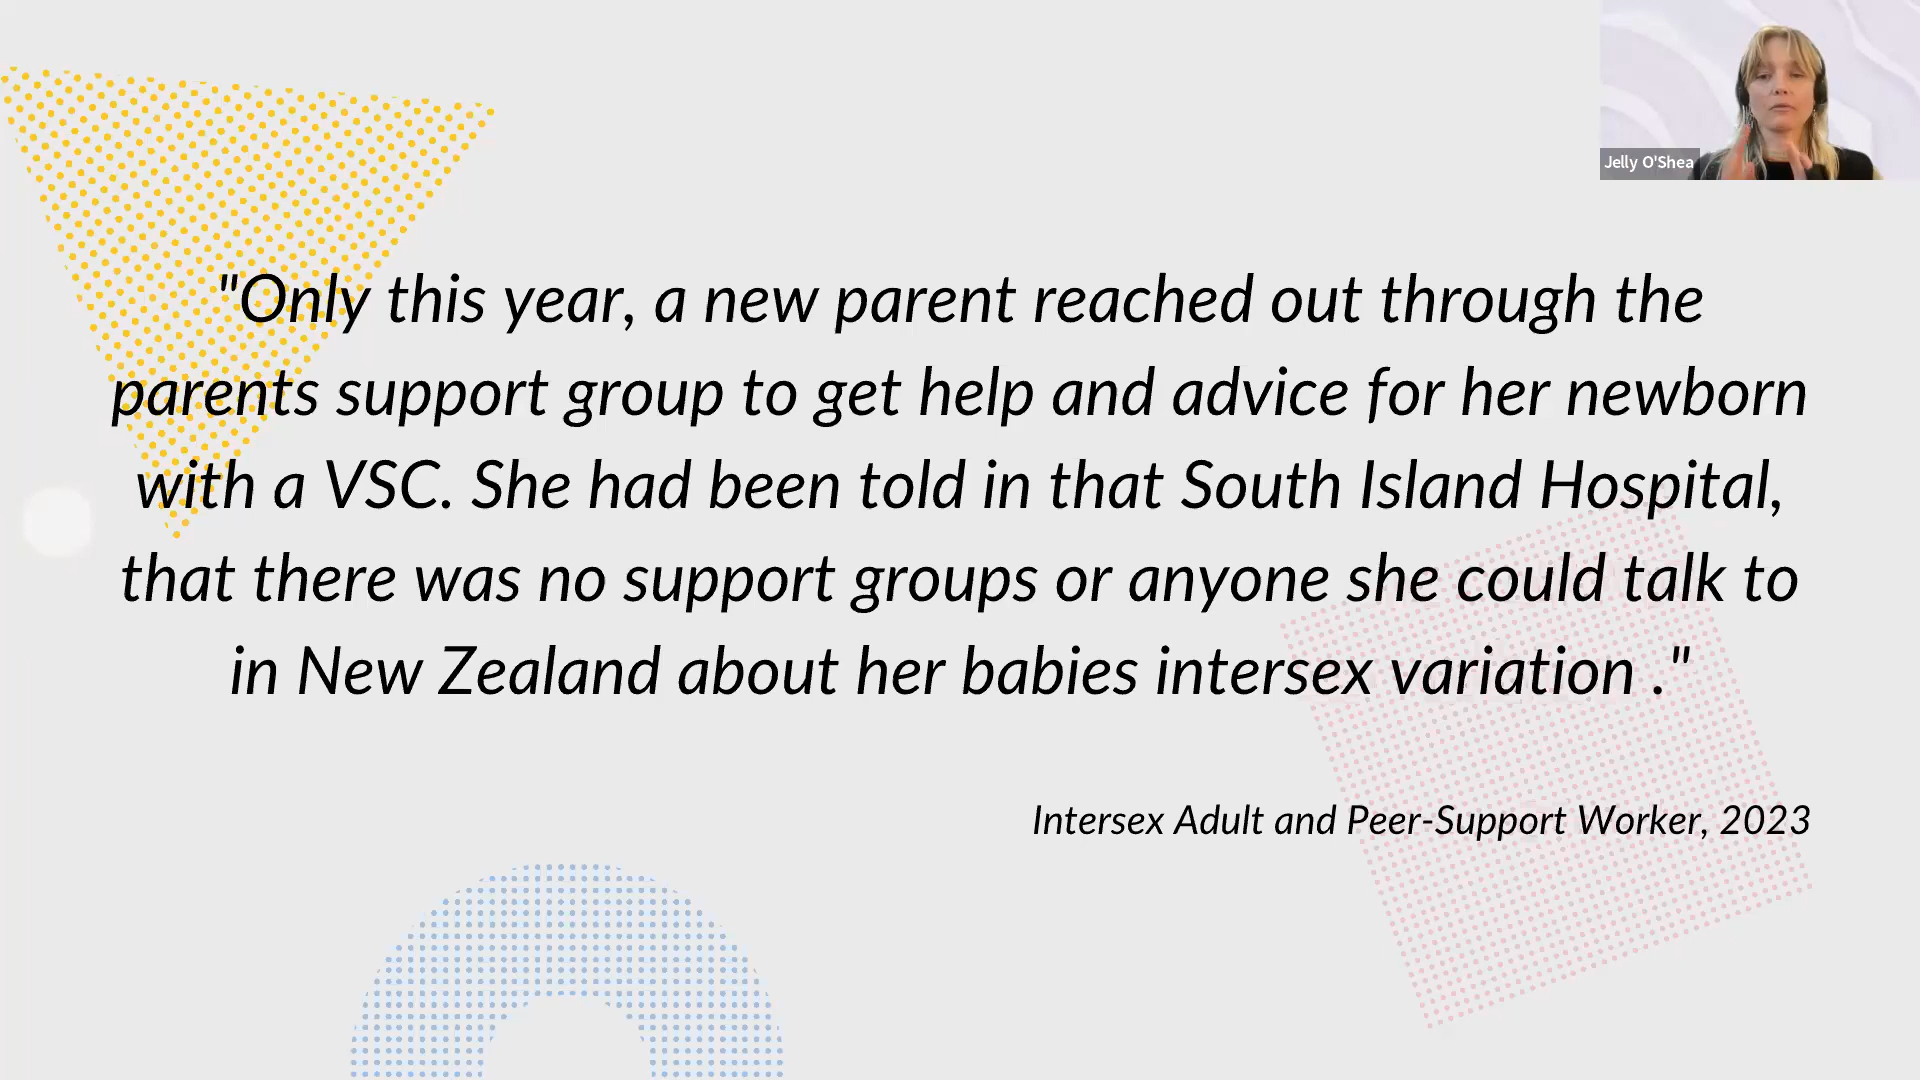 Jelly O'Shea
"Only this year, a new parent reached out through the
parents support group to get help and advice for her newborn
with a VSC. She had been told in that South Island Hospital,
that there was no support groups or anyone she could talk to
in New Zealand about her babies intersex variation ."
Intersex Adult and Peer-Support Worker, 2023